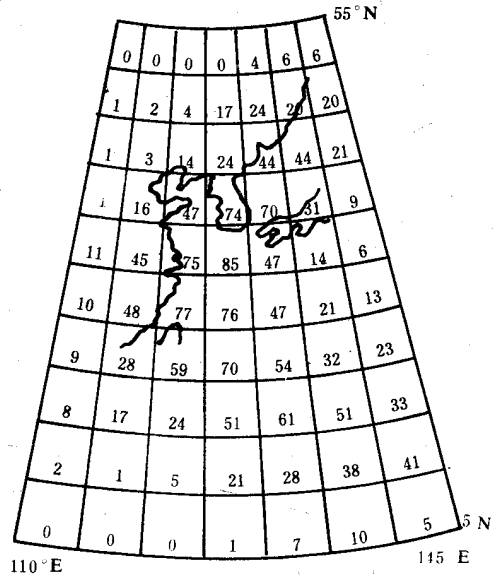 55°N
0 0 0 0 4 6 6
1 2 4 17 24 20 20
1 3 14 24 44 44 21
1 16 47 74 70 31 9
11 45 75 85 47 14 6
10 48 77 76 47 21 13
9 28 59 70 54 32 23
8 17 24 51 61 51 33
2 1 5 21 28 38 41
0 0 0 1 7 10 5
5 N
110°E 145 E